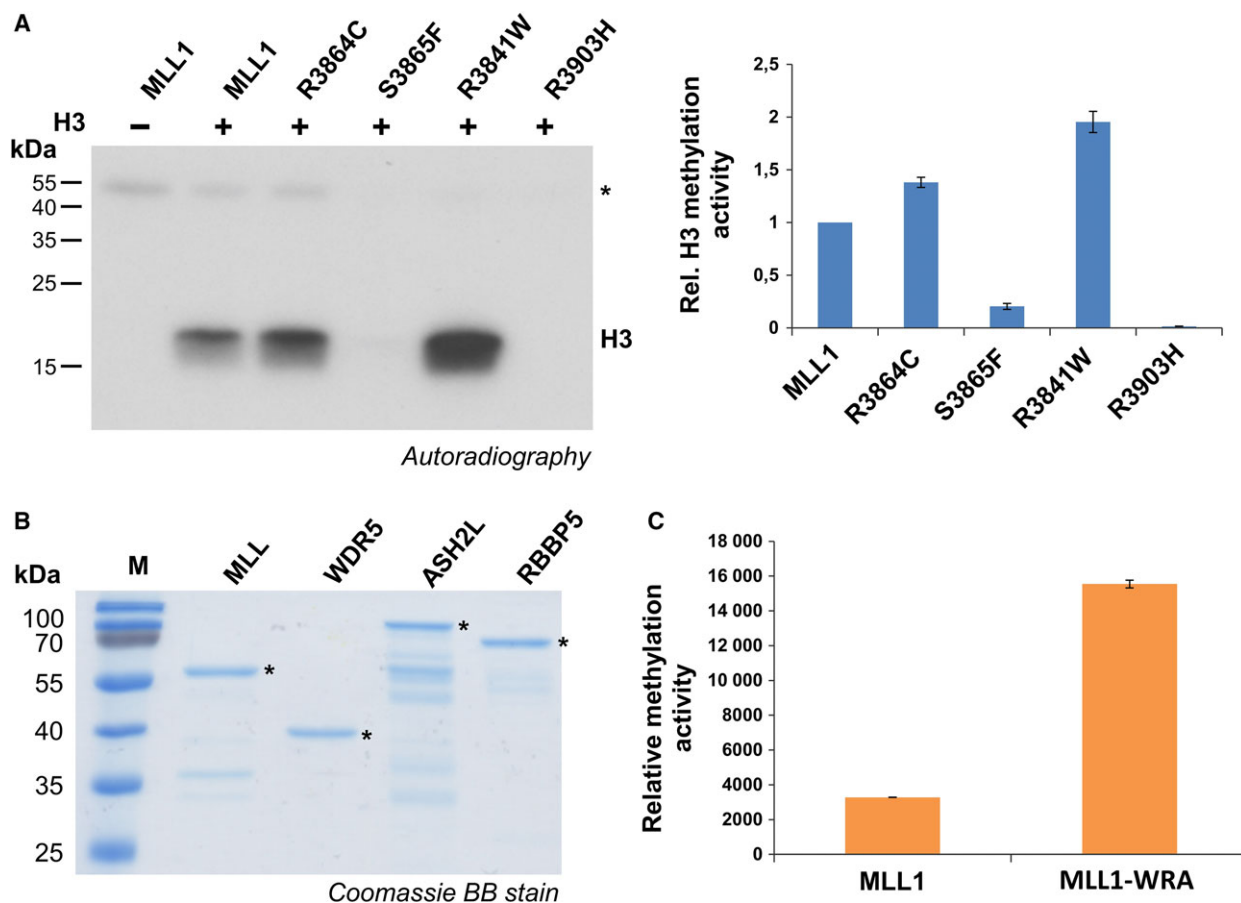 A
MLL1 MLL1 R3864C S3865F R3841W R3903H
H3 – + + + + +
kDa
55
40
35
25
15
*
H3
Autoradiography
Rel. H3 methylation
activity
2,5
2
1,5
1
0,5
0
MLL1 R3864C S3865F R3841W R3903H
B
kDa M MLL WDR5 ASH2L RBBP5
100
70
55
40
35
25
* * * *
Coomassie BB stain
C
Relative methylation
activity
18 000
16 000
14 000
12 000
10 000
8000
6000
4000
2000
0
MLL1 MLL1-WRA